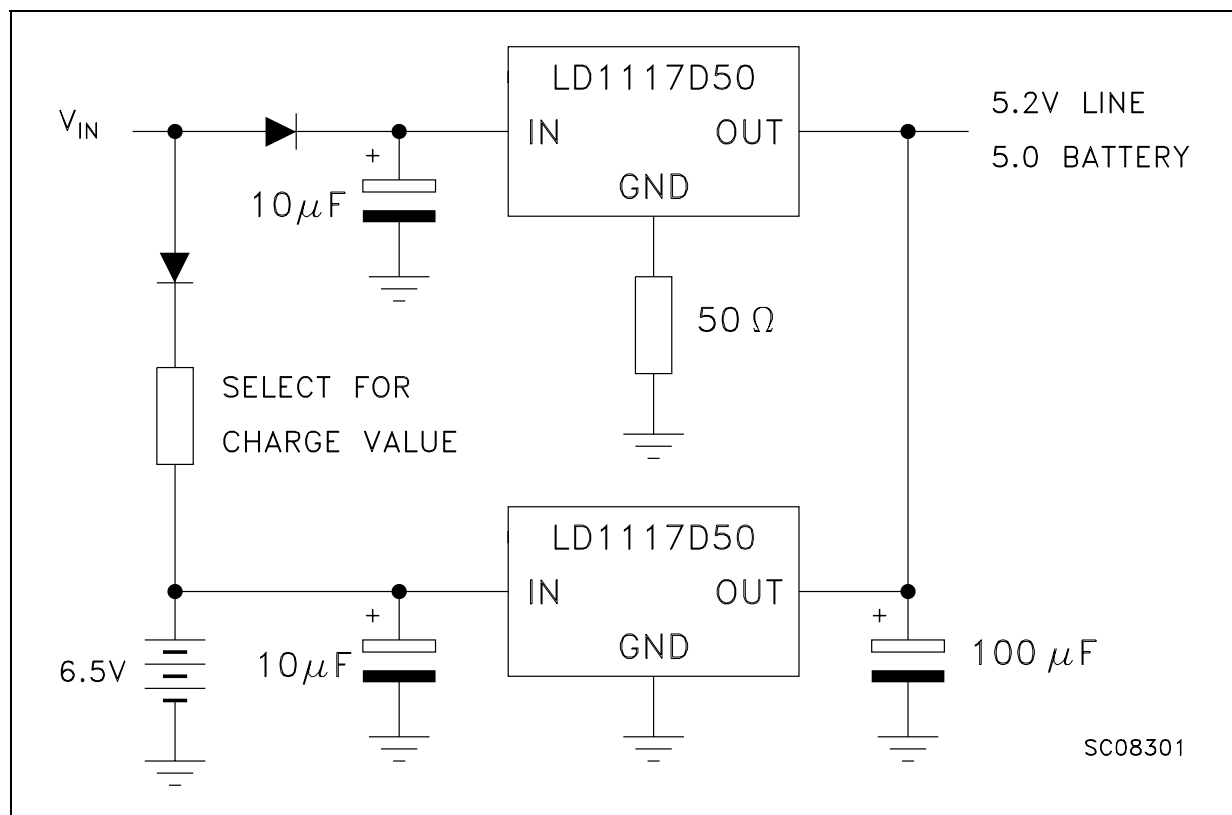 LD1117D50
V_IN
IN
OUT
GND
5.2V LINE
5.0 BATTERY
+
10μF
50 Ω
SELECT FOR
CHARGE VALUE
LD1117D50
IN
OUT
GND
+
10μF
6.5V
+
100 μF
SC08301